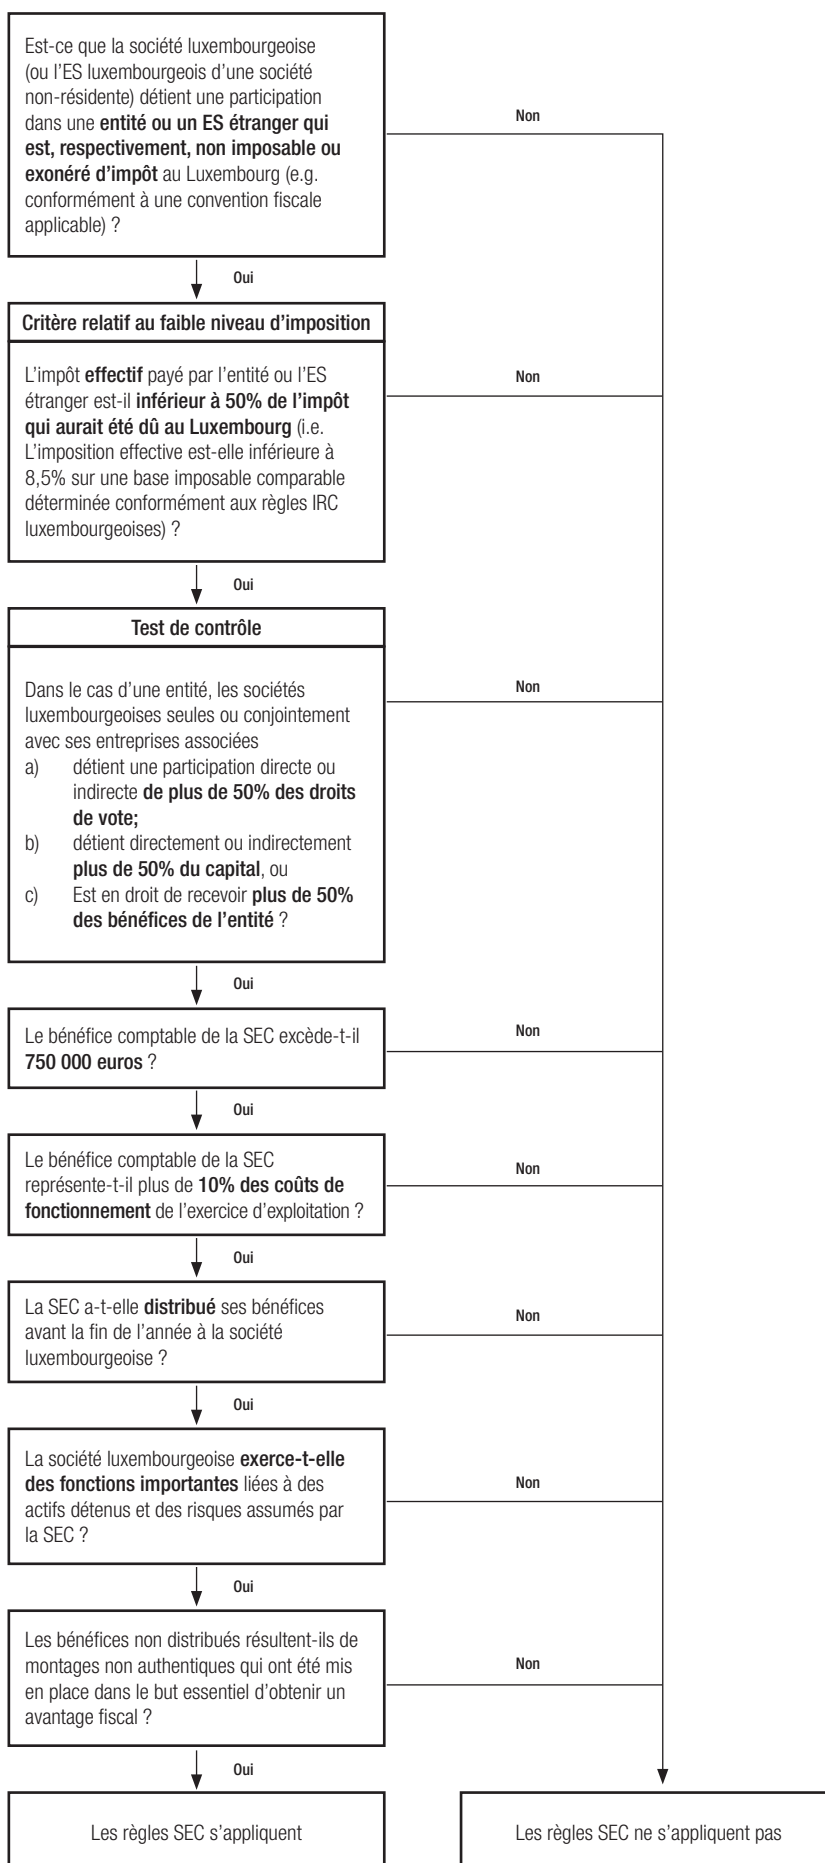 Est-ce que la société luxembourgeoise
(ou l'ES luxembourgeois d'une société
non-résidente) détient une participation
dans une entité ou un ES étranger qui
est, respectivement, non imposable ou
exonéré d'impôt au Luxembourg (e.g.
conformément à une convention fiscale
applicable) ?
Non
Oui
Critère relatif au faible niveau d'imposition
L'impôt effectif payé par l'entité ou l'ES
étranger est-il inférieur à 50% de l'impôt
qui aurait été dû au Luxembourg (i.e.
L'imposition effective est-elle inférieure à
8,5% sur une base imposable comparable
déterminée conformément aux règles IRC
luxembourgeoises) ?
Non
Oui
Test de contrôle
Dans le cas d'une entité, les sociétés
luxembourgeoises seules ou conjointement
avec ses entreprises associées
a) détient une participation directe ou
indirecte de plus de 50% des droits
de vote;
b) détient directement ou indirectement
plus de 50% du capital, ou
c) Est en droit de recevoir plus de 50%
des bénéfices de l'entité ?
Non
Oui
Le bénéfice comptable de la SEC excède-t-il
750 000 euros ?
Non
Oui
Le bénéfice comptable de la SEC
représente-t-il plus de 10% des coûts de
fonctionnement de l'exercice d'exploitation ?
Non
Oui
La SEC a-t-elle distribué ses bénéfices
avant la fin de l'année à la société
luxembourgeoise ?
Non
Oui
La société luxembourgeoise exerce-t-elle
des fonctions importantes liées à des
actifs détenus et des risques assumés par
la SEC ?
Non
Oui
Les bénéfices non distribués résultent-ils de
montages non authentiques qui ont été mis
en place dans le but essentiel d'obtenir un
avantage fiscal ?
Non
Oui
Les règles SEC s'appliquent
Les règles SEC ne s'appliquent pas